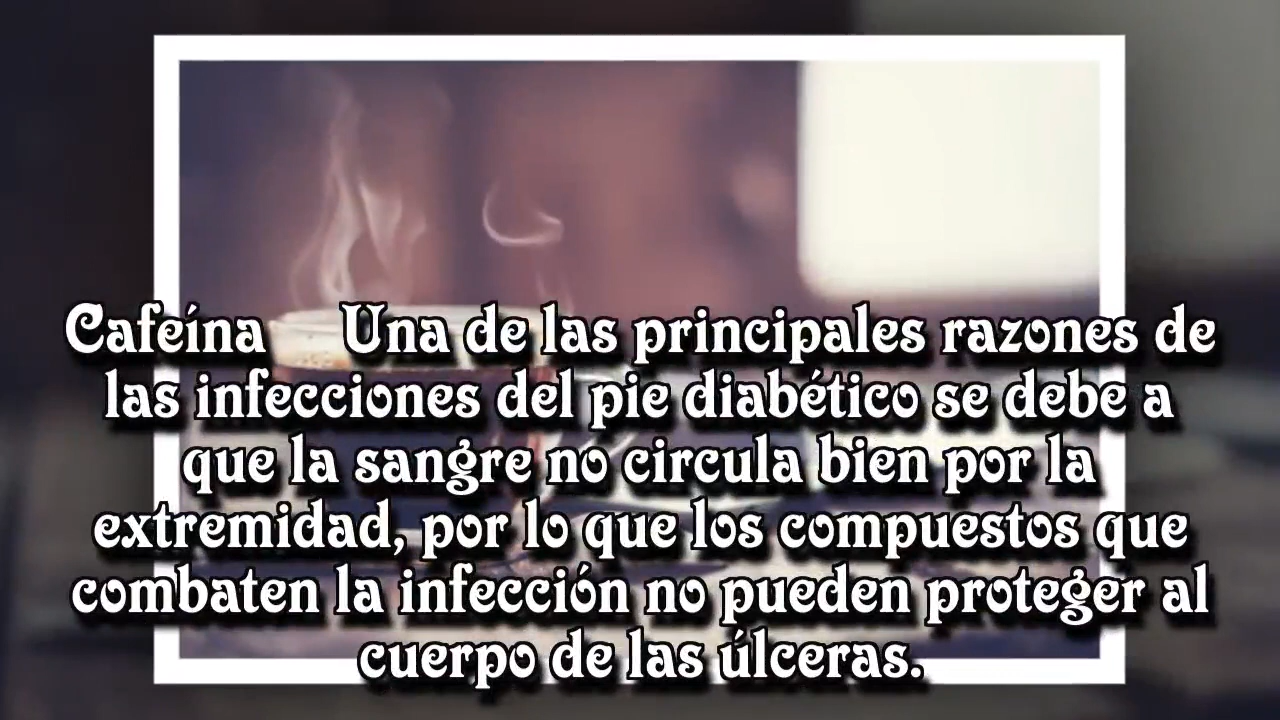 Cafeína Una de las principales razones de
las infecciones del pie diabético se debe a
que la sangre no circula bien por la
extremidad, por lo que los compuestos que
combaten la infección no pueden proteger al
cuerpo de las úlceras.